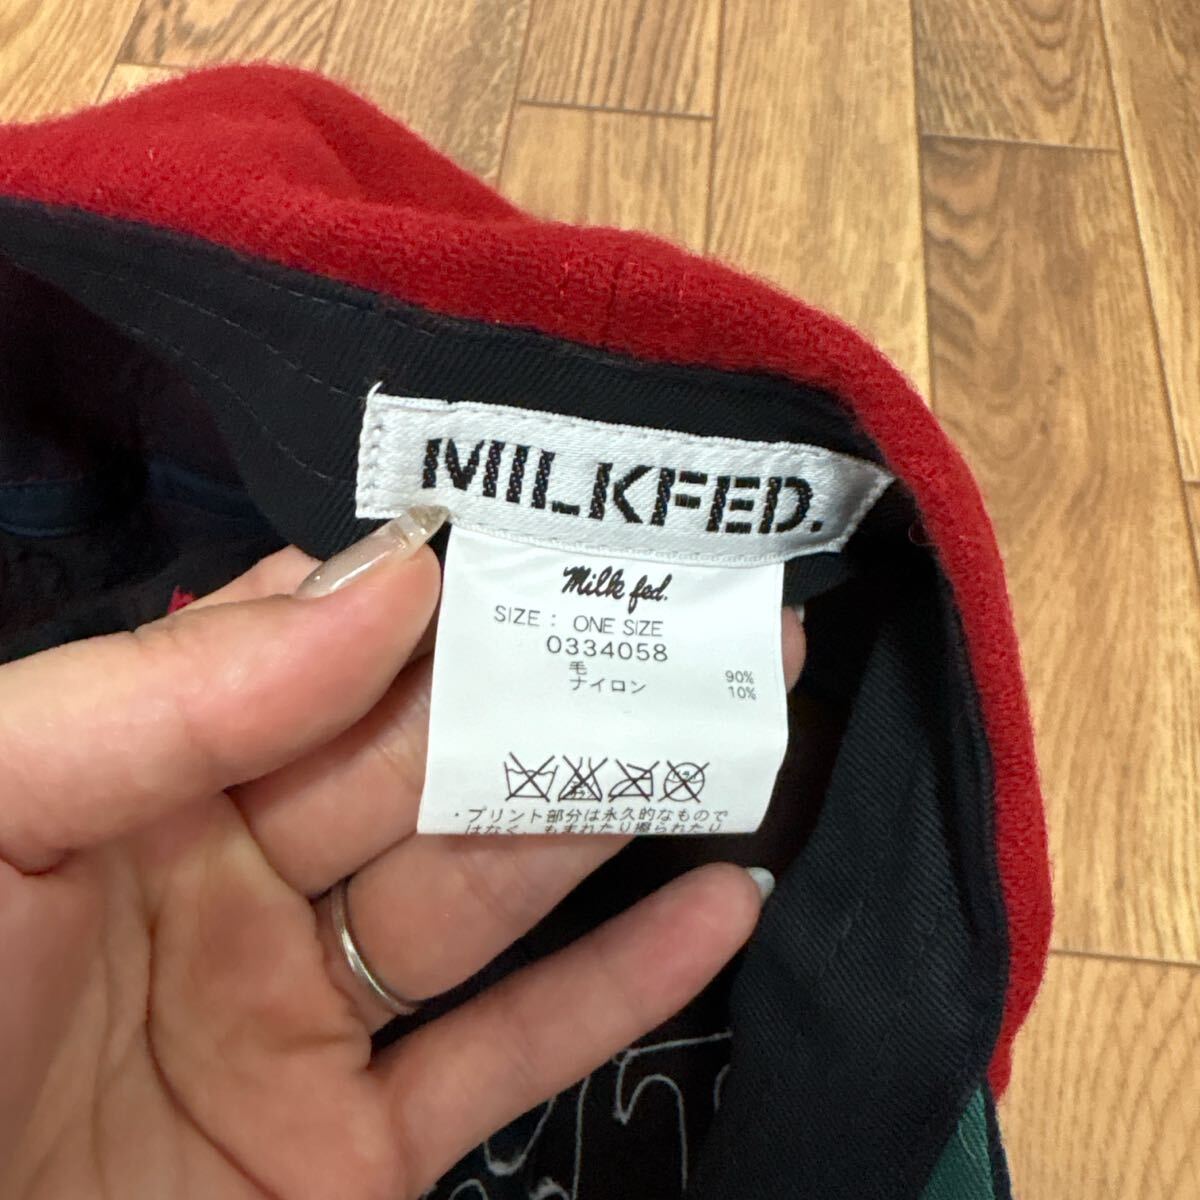 MILKFED.
Milk fed.
SIZE : ONE SIZE
0334058
毛 90%
ナイロン 10%
・プリント部分は永久的なもので
はなく、もまれたり擦られたり